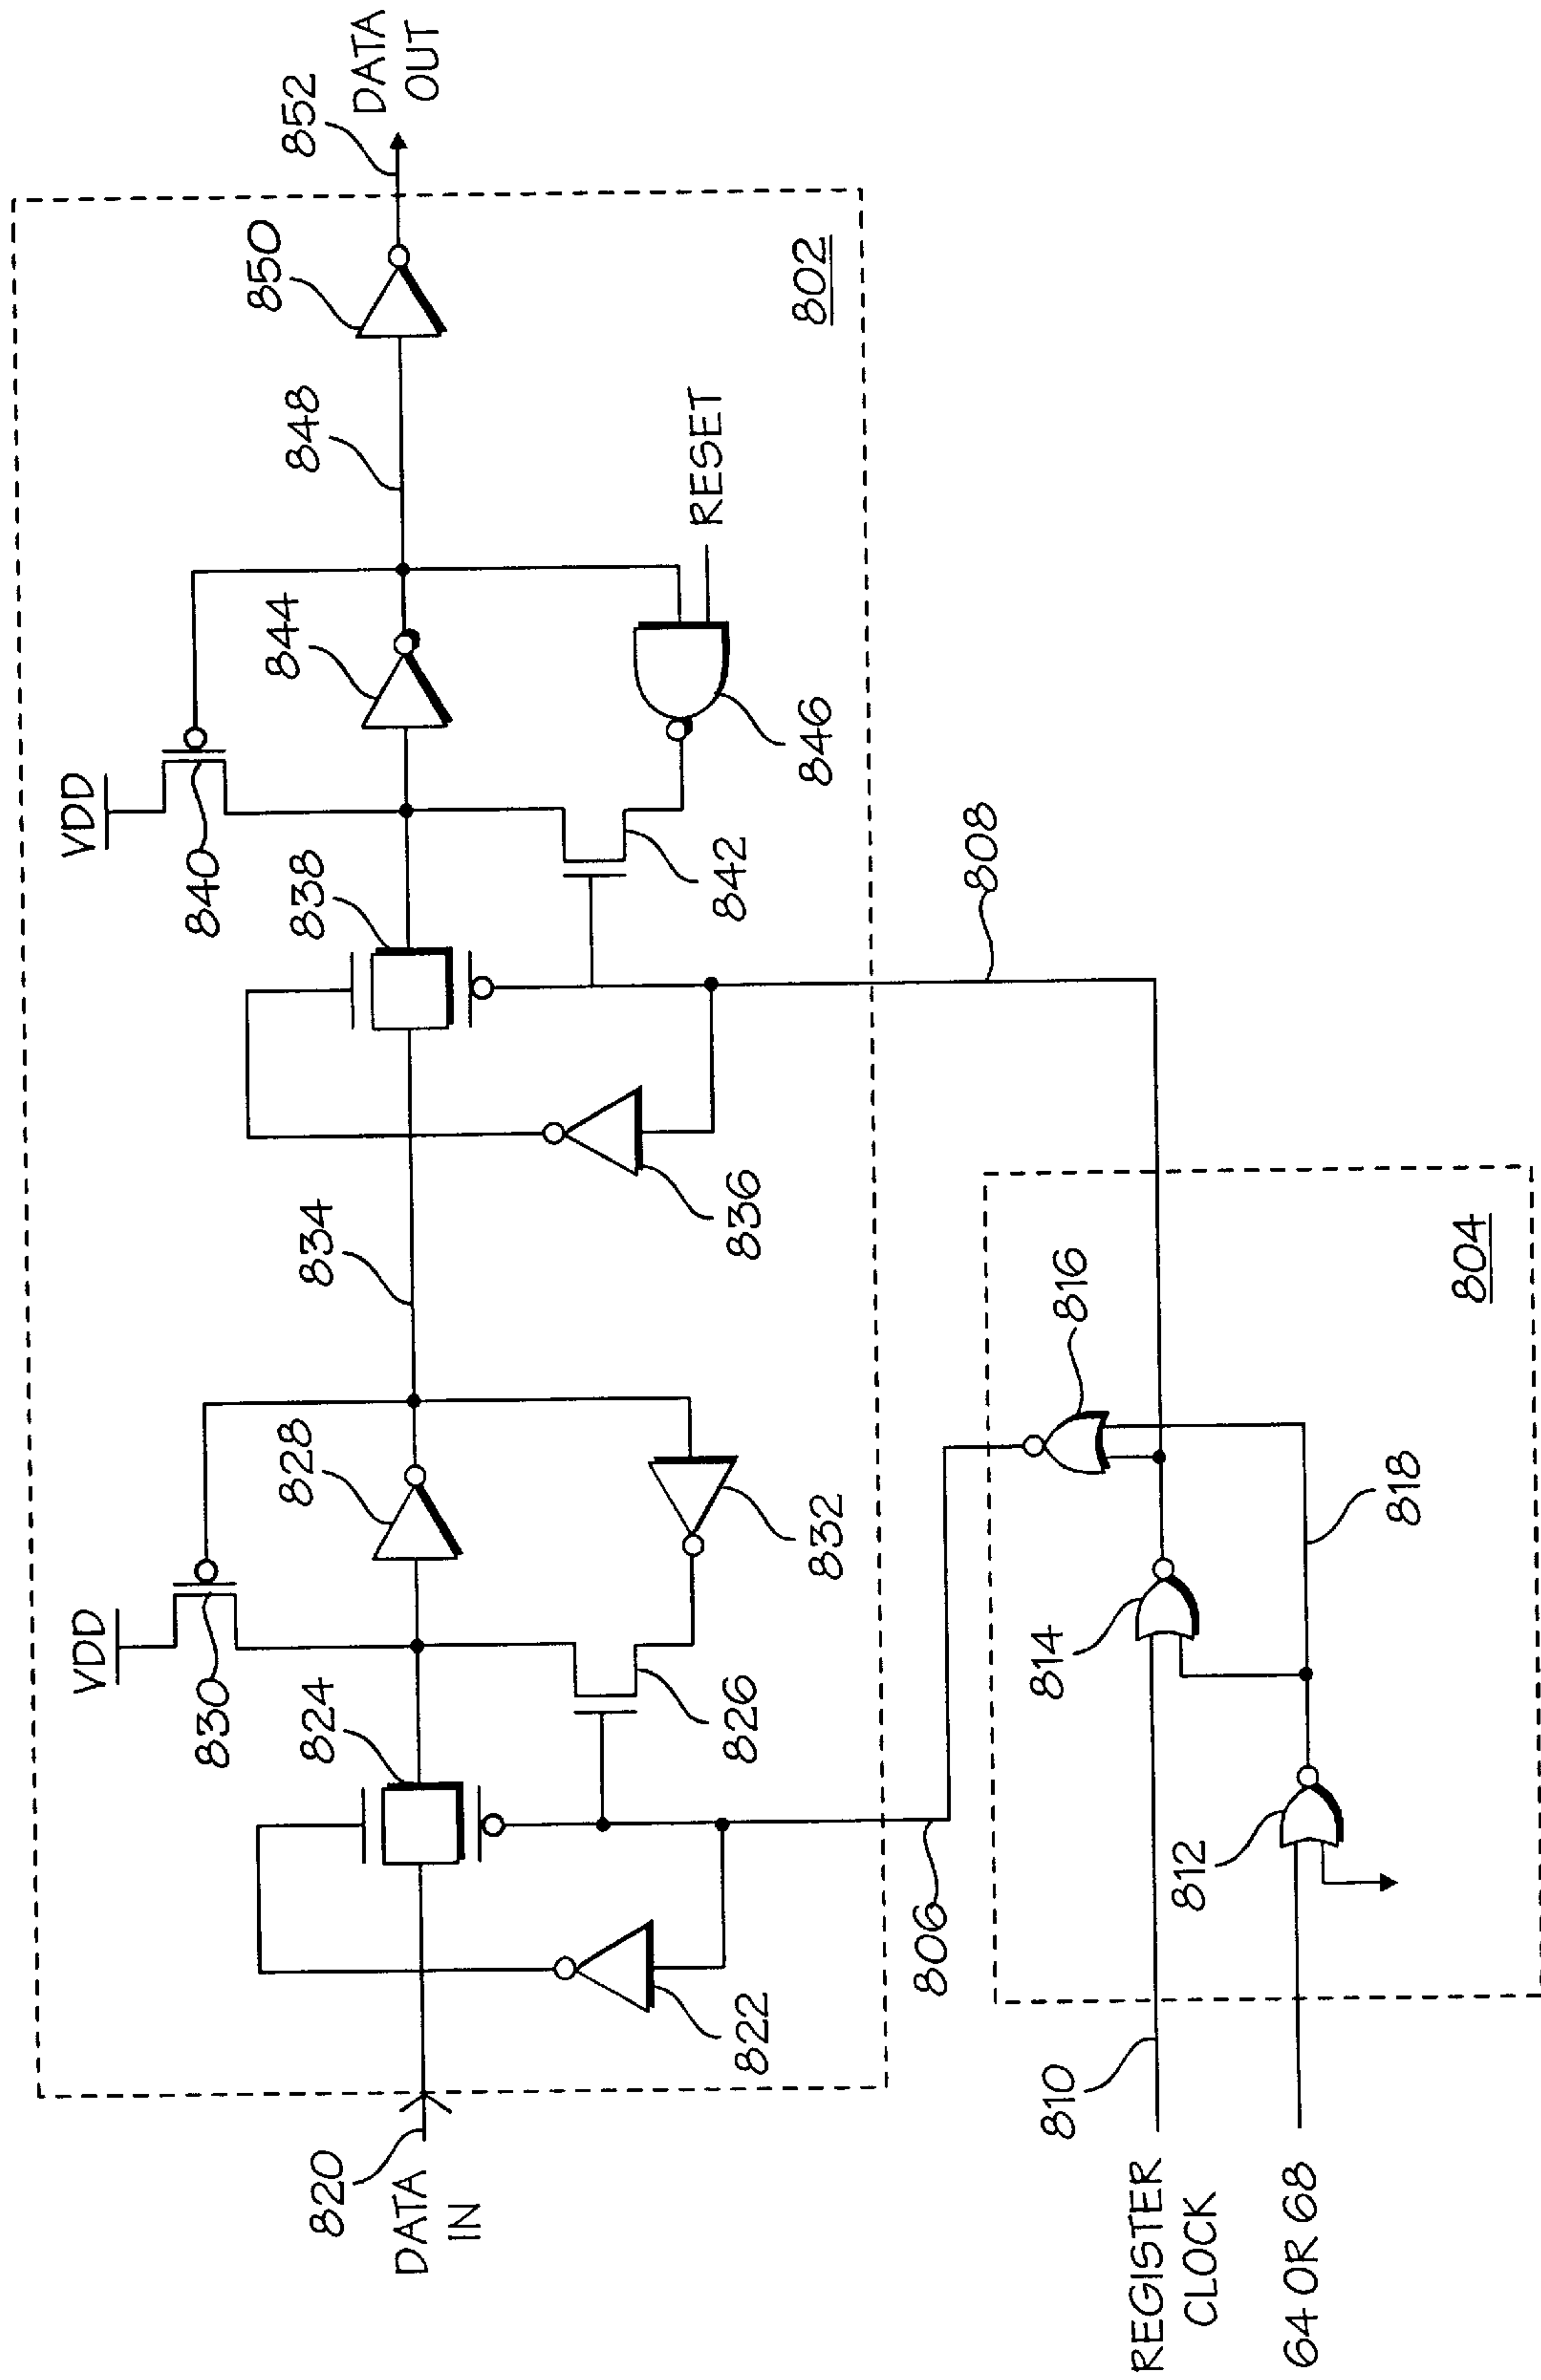 VDD
VDD
830
840
824
828
834
838
844
848
850
852
820
DATA
IN
DATA
OUT
822
826
832
836
842
846
RESET
802
806
808
810
REGISTER
CLOCK
64 OR 68
812
814
816
818
804